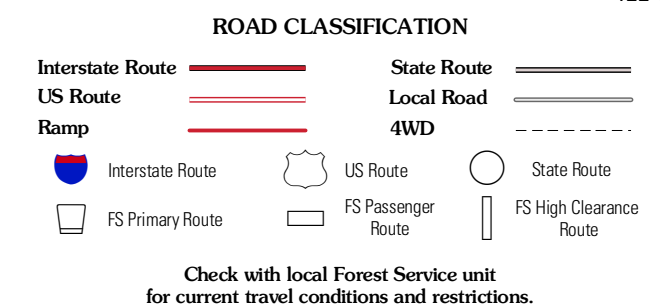 ROAD CLASSIFICATION
Interstate Route
State Route
US Route
Local Road
Ramp
4WD
Interstate Route
US Route
State Route
FS Primary Route
FS Passenger
Route
FS High Clearance
Route
Check with local Forest Service unit
for current travel conditions and restrictions.